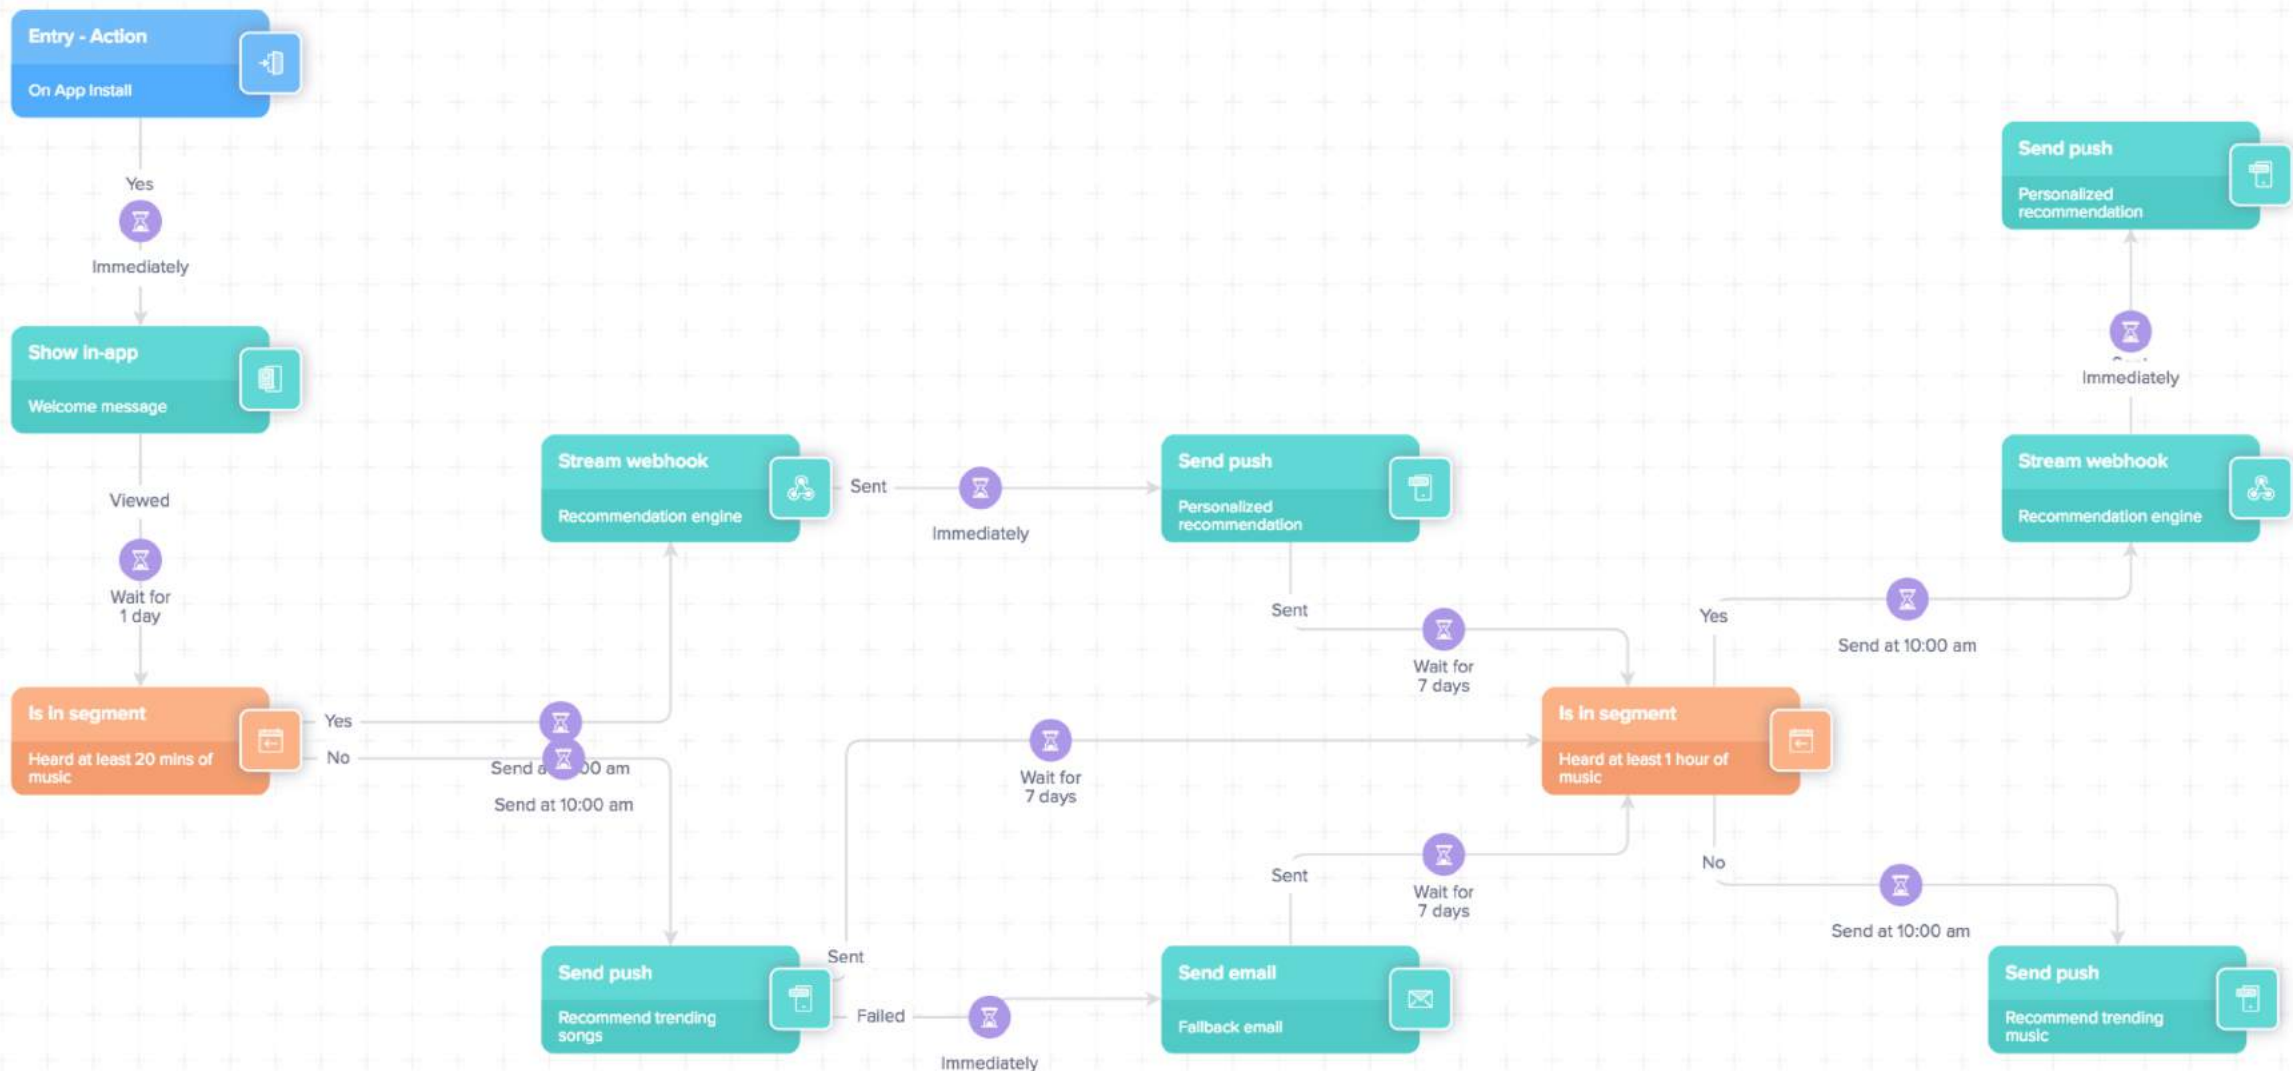 Entry - Action
On App Install
Yes
Immediately
Show in-app
Welcome message
Viewed
Wait for
1 day
Is in segment
Heard at least 20 mins of
music
Yes
No
Send a 00 am
Send at 10:00 am
Stream webhook
Recommendation engine
Sent
Immediately
Send push
Personalized
recommendation
Sent
Wait for
7 days
Send push
Recommend trending
songs
Sent
Wait for
7 days
Failed
Immediately
Send email
Fallback email
Sent
Wait for
7 days
Is in segment
Heard at least 1 hour of
music
Yes
Send at 10:00 am
Stream webhook
Recommendation engine
Immediately
Send push
Personalized
recommendation
No
Send at 10:00 am
Send push
Recommend trending
music